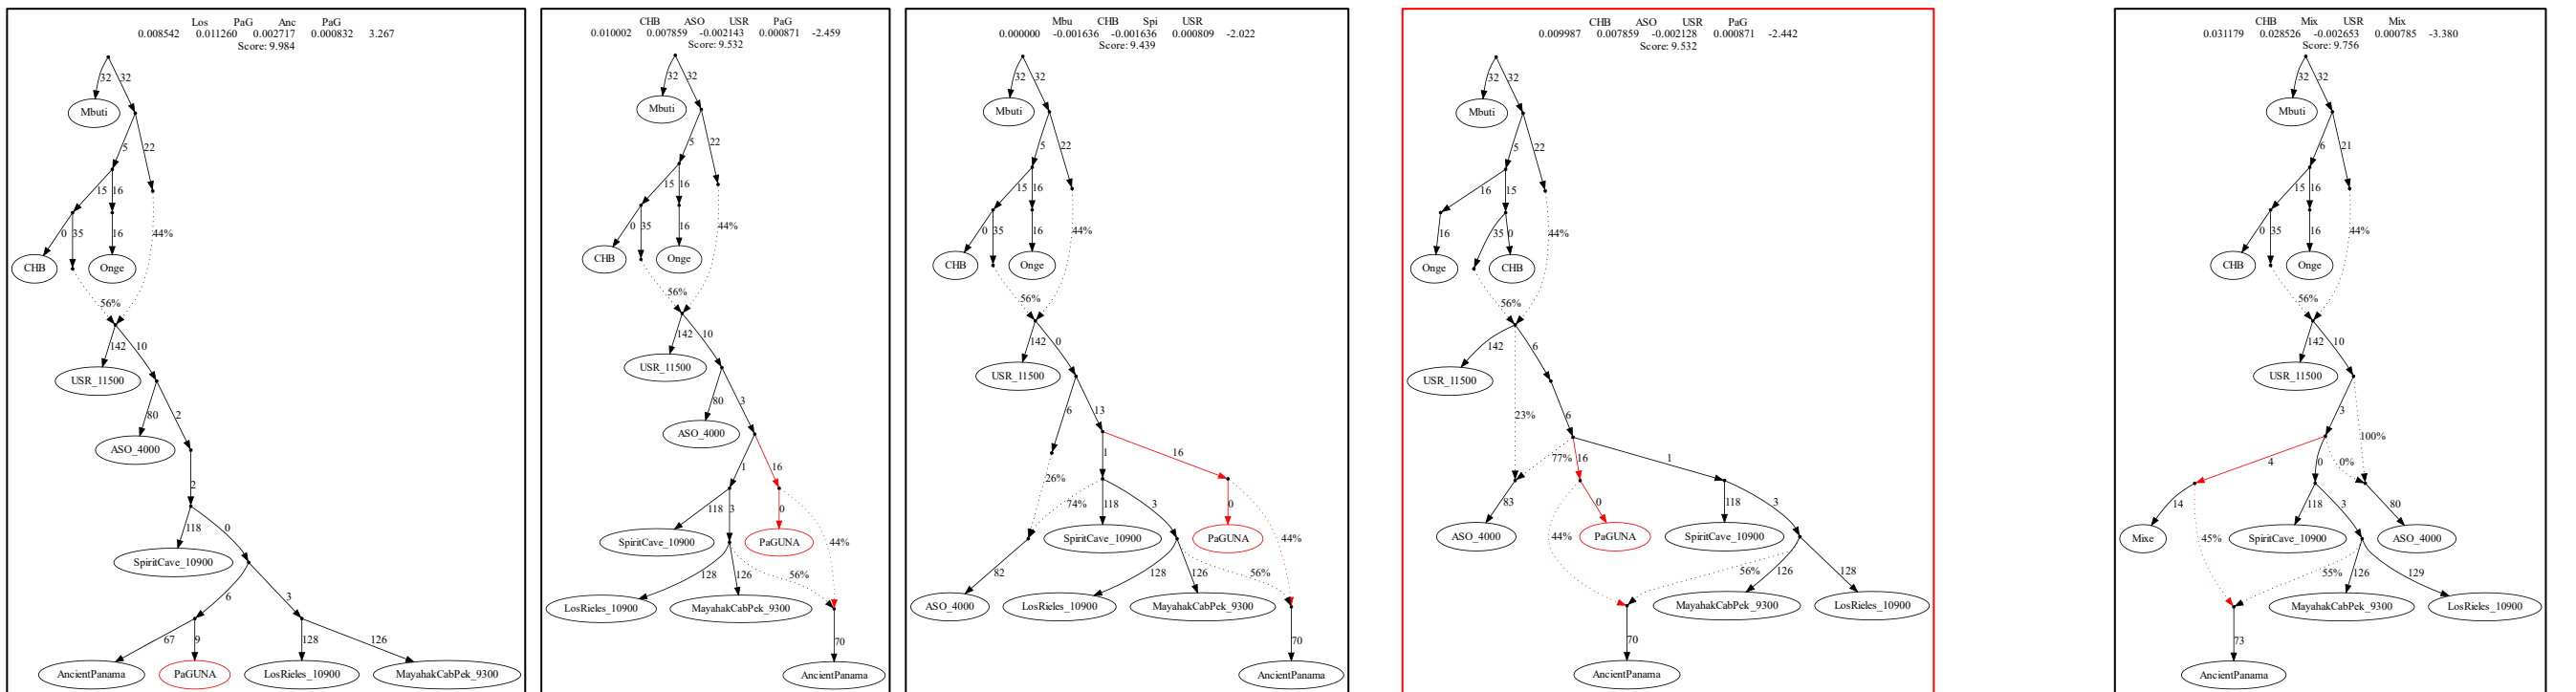 Los PaG Anc PaG
0.008542 0.011260 0.002717 0.000832 3.267
Score: 9.984
32 32
Mbuti
5 22
15 16
0 35 16 44%
CHB Onge
56%
142 10
USR_11500
80 2
ASO_4000
2
118 0
SpiritCave_10900
6 3
67 9 128 126
AncientPanama PaGUNA LosRieles_10900 MayahakCabPek_9300
CHB ASO USR PaG
0.010002 0.007859 -0.002143 0.000871 -2.459
Score: 9.532
32 32
Mbuti
5 22
15 16
0 35 16 44%
CHB Onge
56%
142 10
USR_11500
80 3
ASO_4000
1 16
118 3 0
SpiritCave_10900 PaGUNA 44%
128 126 56%
LosRieles_10900 MayahakCabPek_9300
70
AncientPanama
Mbu CHB Spi USR
0.000000 -0.001636 -0.001636 0.000809 -2.022
Score: 9.439
32 32
Mbuti
5 22
15 16
0 35 16 44%
CHB Onge
56%
142 0
USR_11500
6 13
1 16
26% 74% 118 3 0
SpiritCave_10900 PaGUNA 44%
82 128 126 56%
ASO_4000 LosRieles_10900 MayahakCabPek_9300
70
AncientPanama
CHB ASO USR PaG
0.009987 0.007859 -0.002128 0.000871 -2.442
Score: 9.532
32 32
Mbuti
5 22
16 15
16 35 0 44%
Onge CHB
56%
142 6
USR_11500
23% 6
77% 16 1
83 0 118 3
ASO_4000 44% PaGUNA SpiritCave_10900
56% 126 128
MayahakCabPek_9300 LosRieles_10900
70
AncientPanama
CHB Mix USR Mix
0.031179 0.028526 -0.002653 0.000785 -3.380
Score: 9.756
32 32
Mbuti
6 21
15 16
0 35 16 44%
CHB Onge
56%
142 10
USR_11500
3 100%
4 0 0%
14 118 3 80
Mixe 45% SpiritCave_10900 ASO_4000
55% 126 129
MayahakCabPek_9300 LosRieles_10900
73
AncientPanama